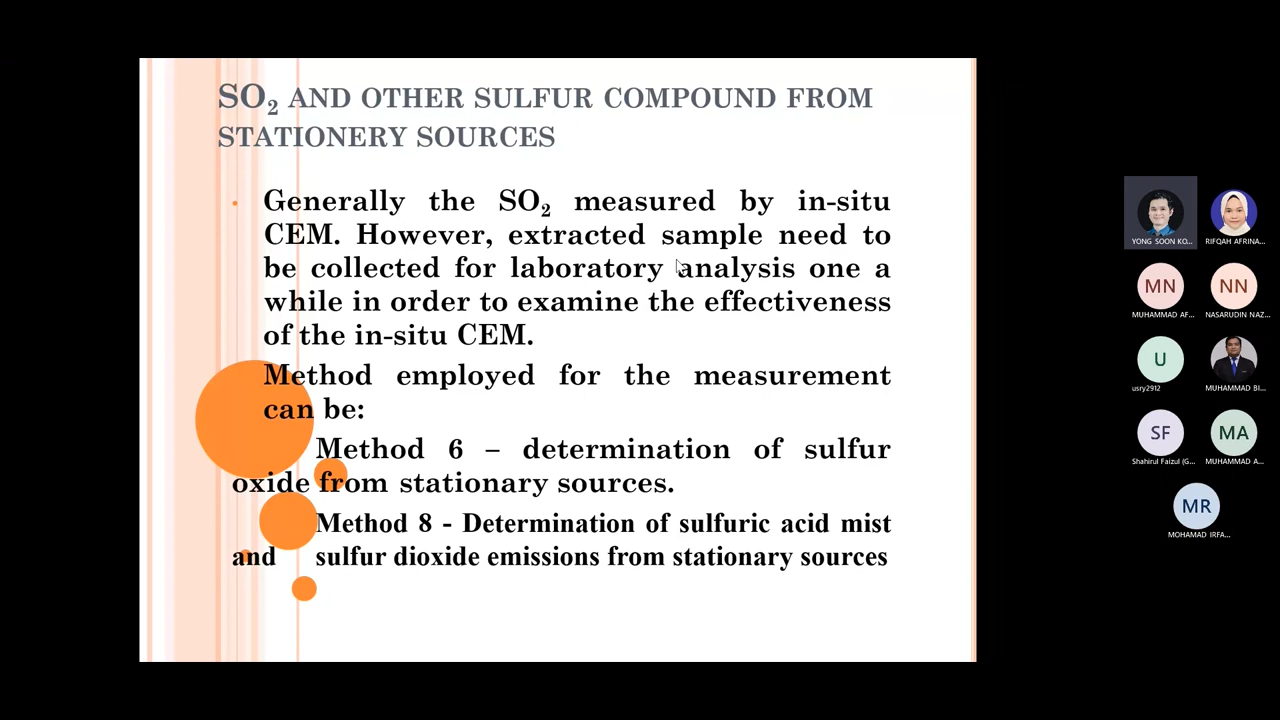 SO₂ AND OTHER SULFUR COMPOUND FROM
STATIONERY SOURCES
• Generally the SO₂ measured by in-situ
CEM. However, extracted sample need to
be collected for laboratory analysis one a
while in order to examine the effectiveness
of the in-situ CEM.
Method employed for the measurement
can be:
Method 6 – determination of sulfur
oxide from stationary sources.
Method 8 - Determination of sulfuric acid mist
and sulfur dioxide emissions from stationary sources
YONG SOON KO...
RIFQAH AFRINA...
MN
NN
MUHAMMAD AF...
NASARUDIN NAZ...
U
usry2912
MUHAMMAD BI...
SF
MA
Shahirul Faizul (G...
MUHAMMAD A...
MR
MOHAMAD IRFA...